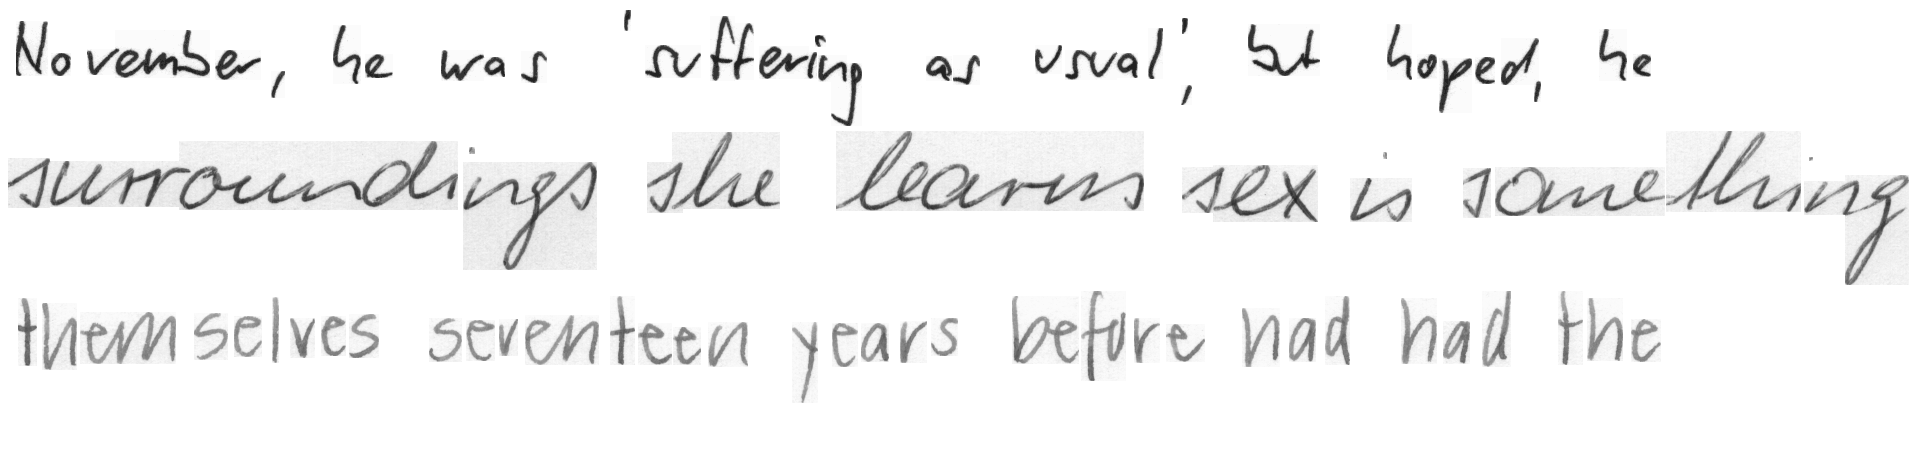 November, he was 'suffering as usual', but hoped, he
surroundings she learns sex is something
themselves seventeen years before had had the